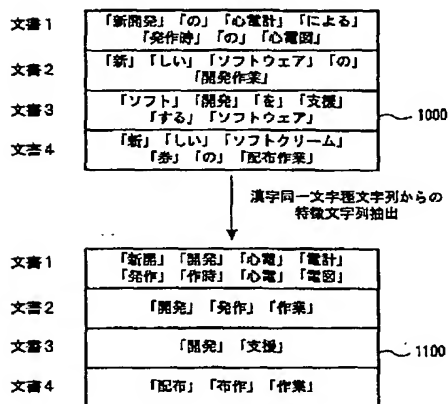 文書1
「新開発」「の」「心電計」「による」
「発作時」「の」「心電図」
文書2
「新」「しい」「ソフトウェア」「の」
「開発作業」
文書3
「ソフト」「開発」「を」「支援」
「する」「ソフトウェア」
1000
文書4
「新」「しい」「ソフトクリーム」
「券」「の」「配布作業」
漢字同一文字種文字列からの
特徴文字列抽出
文書1
「新開」「開発」「心電」「電計」
「発作」「作時」「心電」「電図」
文書2
「開発」「発作」「作業」
文書3
「開発」「支援」
1100
文書4
「配布」「布作」「作業」